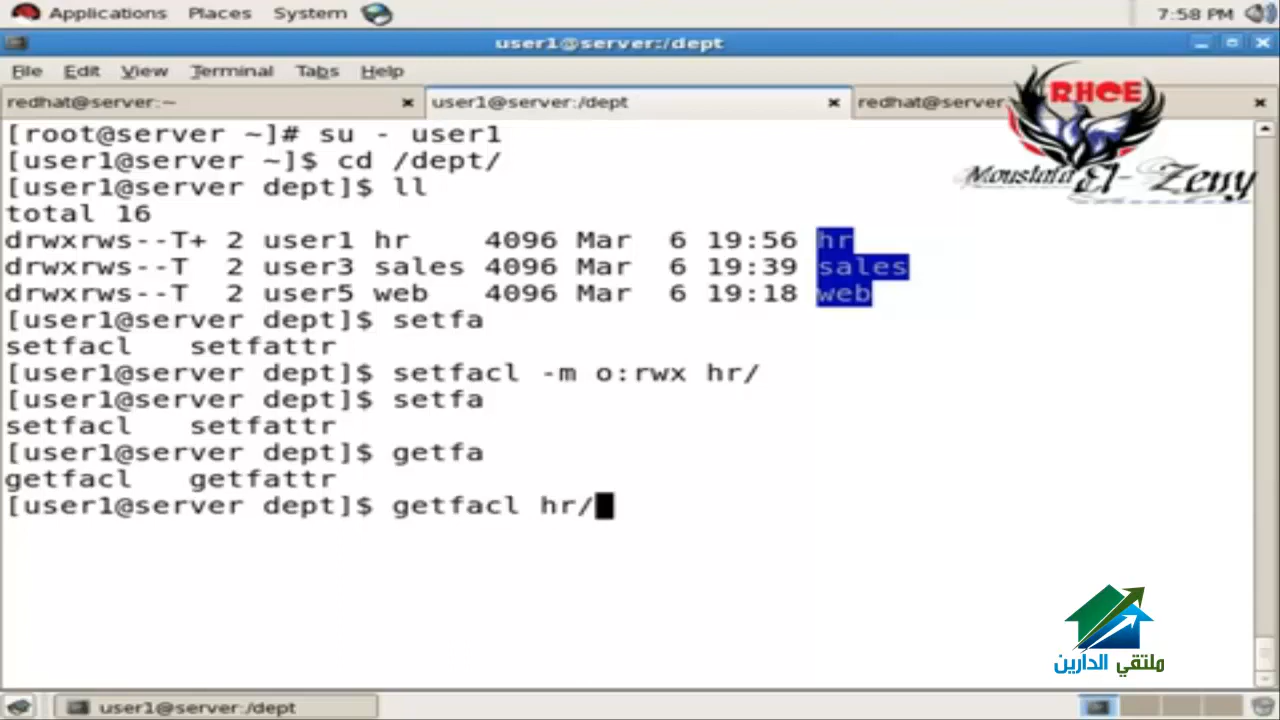 Applications Places System 7:58 PM
user1@server:/dept
File Edit View Terminal Tabs Help
redhat@server:~ user1@server:/dept redhat@server
RHCE
Moustafa El-Zeny
[root@server ~]# su - user1
[user1@server ~]$ cd /dept/
[user1@server dept]$ ll
total 16
drwxrws--T+ 2 user1 hr 4096 Mar 6 19:56 hr
drwxrws--T 2 user3 sales 4096 Mar 6 19:39 sales
drwxrws--T 2 user5 web 4096 Mar 6 19:18 web
[user1@server dept]$ setfa
setfacl setfattr
[user1@server dept]$ setfacl -m o:rwx hr/
[user1@server dept]$ setfa
setfacl setfattr
[user1@server dept]$ getfa
getfacl getfattr
[user1@server dept]$ getfacl hr/
ملتقي الدارين
user1@server:/dept